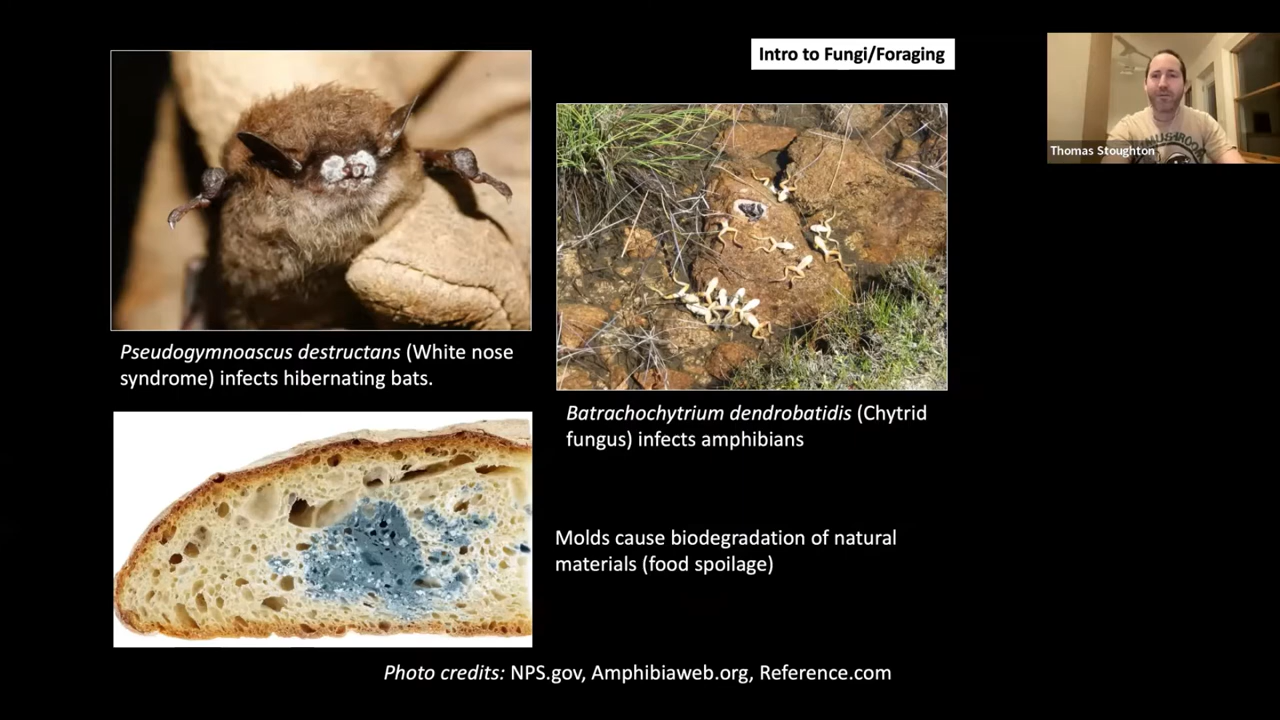 Intro to Fungi/Foraging
Thomas Stoughton
Pseudogymnoascus destructans (White nose
syndrome) infects hibernating bats.
Batrachochytrium dendrobatidis (Chytrid
fungus) infects amphibians
Molds cause biodegradation of natural
materials (food spoilage)
Photo credits: NPS.gov, Amphibiaweb.org, Reference.com